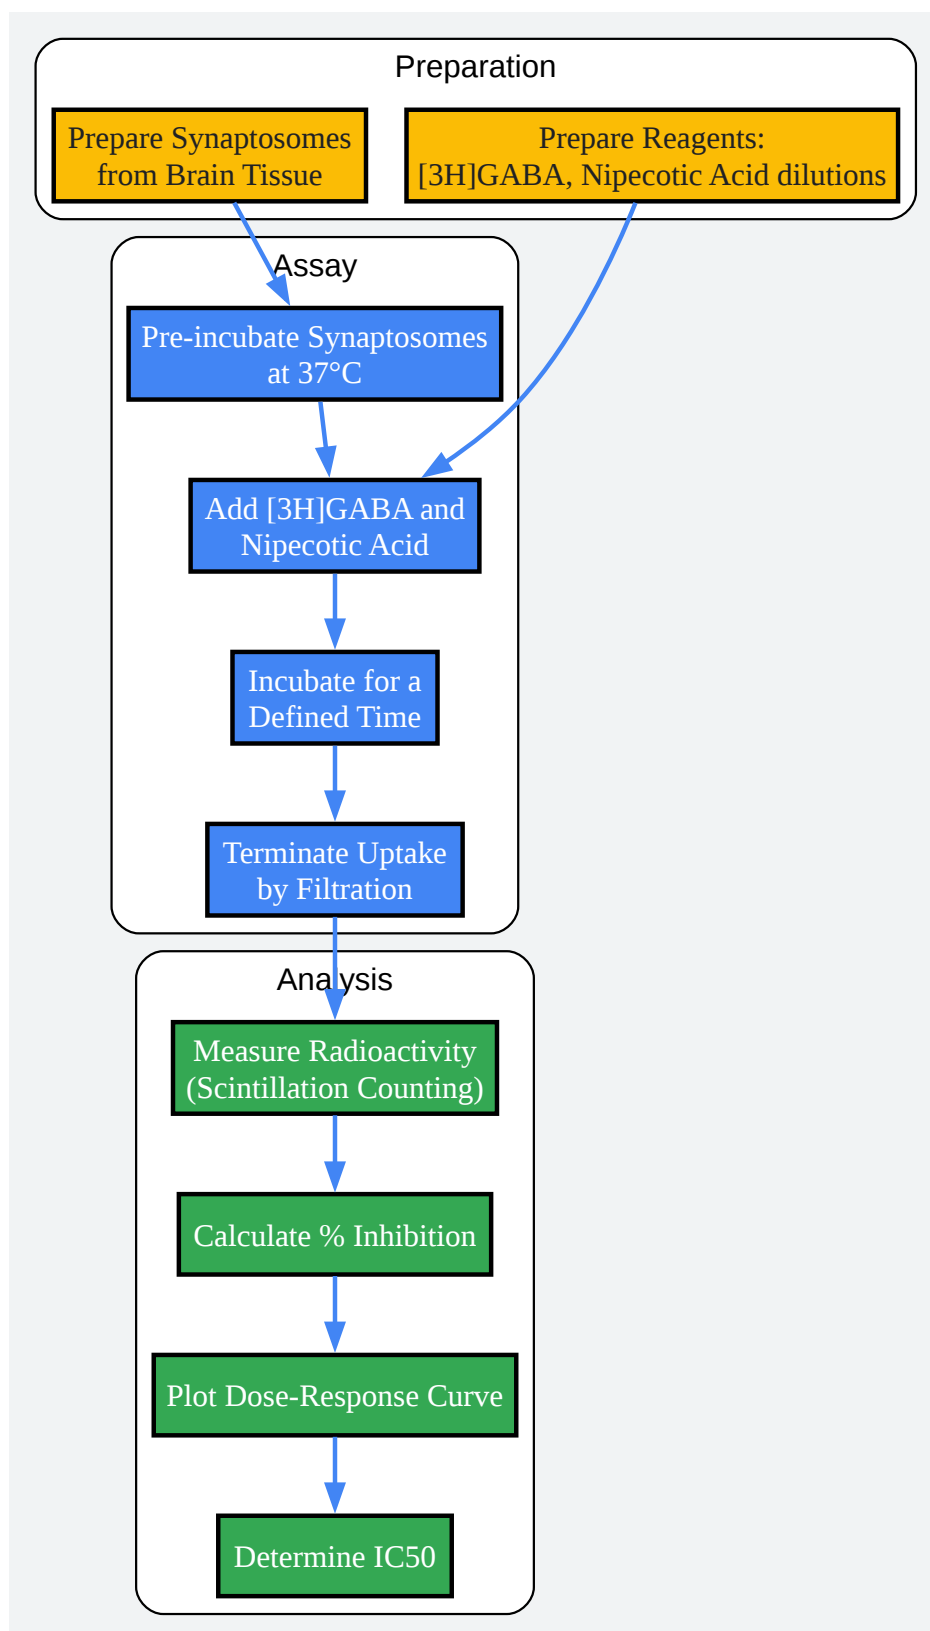 Preparation
Prepare Synaptosomes
from Brain Tissue
Prepare Reagents:
[3H]GABA, Nipecotic Acid dilutions
Assay
Pre-incubate Synaptosomes
at 37°C
Add [3H]GABA and
Nipecotic Acid
Incubate for a
Defined Time
Terminate Uptake
by Filtration
Analysis
Measure Radioactivity
(Scintillation Counting)
Calculate % Inhibition
Plot Dose-Response Curve
Determine IC50